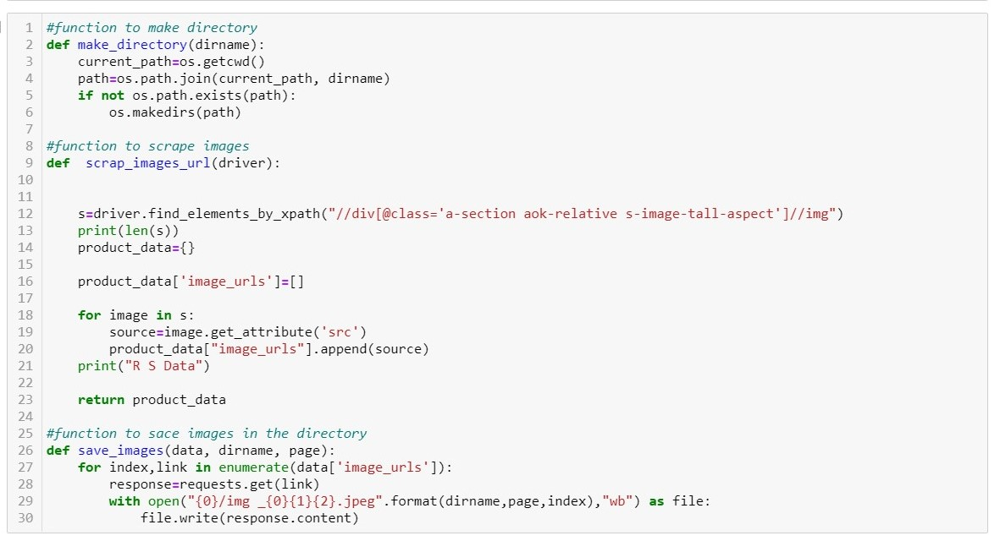 1 #function to make directory
2 def make_directory(dirname):
3     current_path=os.getcwd()
4     path=os.path.join(current_path, dirname)
5     if not os.path.exists(path):
6         os.makedirs(path)
7
8 #function to scrape images
9 def  scrap_images_url(driver):
10
11
12     s=driver.find_elements_by_xpath("//div[@class='a-section aok-relative s-image-tall-aspect']//img")
13     print(len(s))
14     product_data={}
15
16     product_data['image_urls']=[]
17
18     for image in s:
19         source=image.get_attribute('src')
20         product_data["image_urls"].append(source)
21     print("R S Data")
22
23     return product_data
24
25 #function to sace images in the directory
26 def save_images(data, dirname, page):
27     for index,link in enumerate(data['image_urls']):
28         response=requests.get(link)
29         with open("{0}/img _{0}{1}{2}.jpeg".format(dirname,page,index),"wb") as file:
30             file.write(response.content)